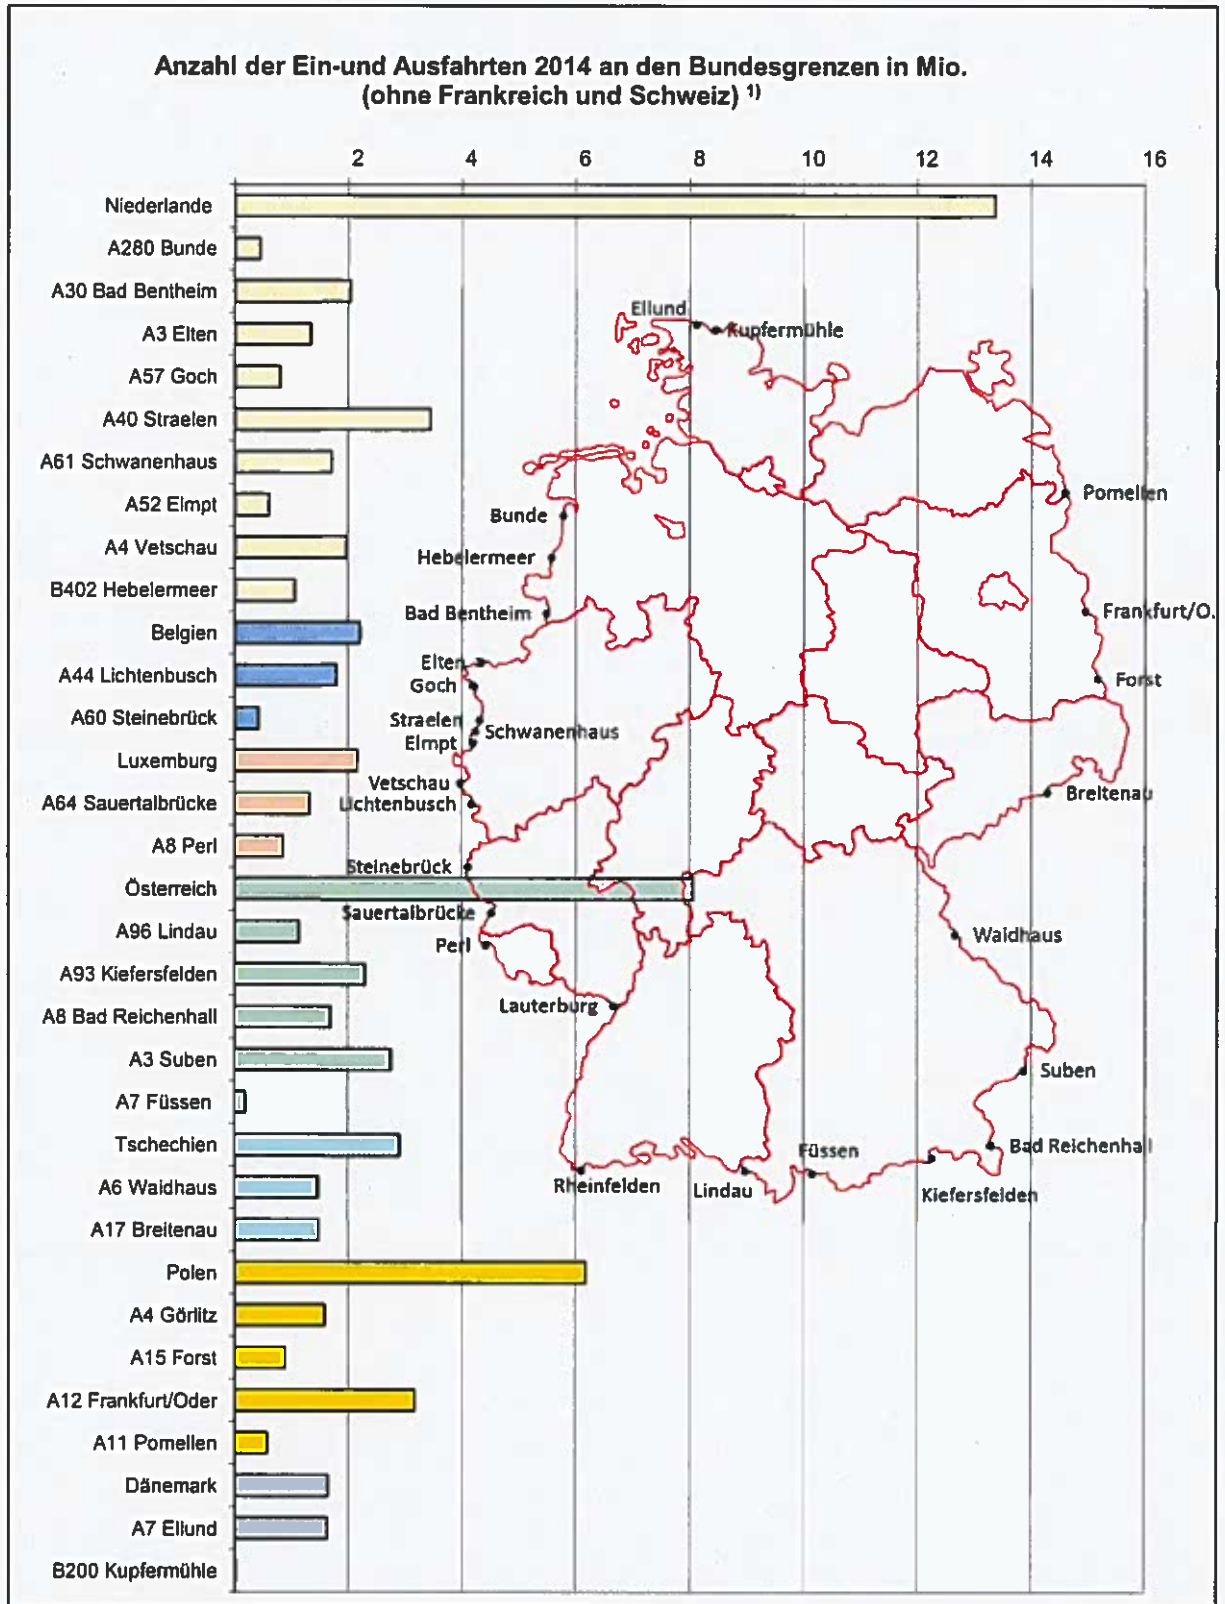 Anzahl der Ein-und Ausfahrten 2014 an den Bundesgrenzen in Mio.
(ohne Frankreich und Schweiz) 1)
2 4 6 8 10 12 14 16
Niederlande
A280 Bunde
A30 Bad Bentheim
A3 Elten
A57 Goch
A40 Straelen
A61 Schwanenhaus
A52 Elmpt
A4 Vetschau
B402 Hebelermeer
Belgien
A44 Lichtenbusch
A60 Steinebrück
Luxemburg
A64 Sauertalbrücke
A8 Perl
Österreich
A96 Lindau
A93 Kiefersfelden
A8 Bad Reichenhall
A3 Suben
A7 Füssen
Tschechien
A6 Waidhaus
A17 Breitenau
Polen
A4 Görlitz
A15 Forst
A12 Frankfurt/Oder
A11 Pomellen
Dänemark
A7 Ellund
B200 Kupfermühle
Ellund
Kupfermühle
Pomellen
Bunde
Hebelermeer
Bad Bentheim
Frankfurt/O.
Elten
Goch
Forst
Straelen
Schwanenhaus
Elmpt
Vetschau
Lichtenbusch
Breitenau
Steinebrück
Sauertalbrücke
Perl
Waidhaus
Lauterburg
Suben
Bad Reichenhall
Füssen
Rheinfelden
Lindau
Kiefersfelden